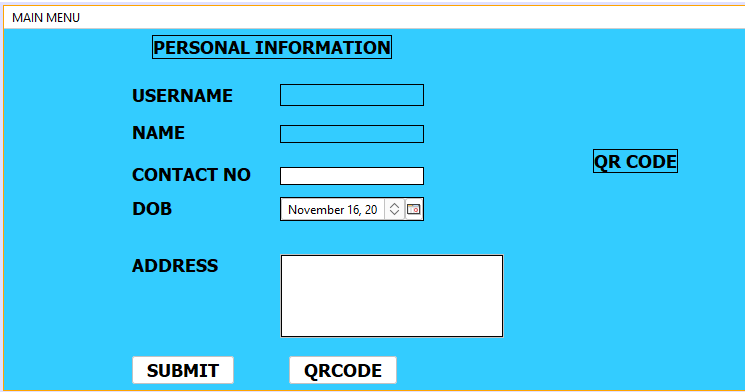 MAIN MENU
PERSONAL INFORMATION
USERNAME
NAME
QR CODE
CONTACT NO
DOB
November 16, 20
ADDRESS
SUBMIT
QRCODE